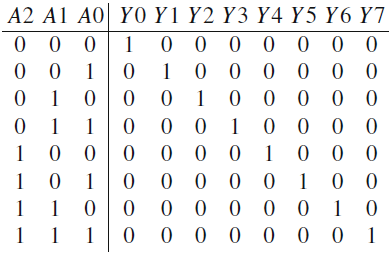 A2 A1 A0 Y0 Y1 Y2 Y3 Y4 Y5 Y6 Y7
0 0 0 1 0 0 0 0 0 0 0
0 0 1 0 1 0 0 0 0 0 0
0 1 0 0 0 1 0 0 0 0 0
0 1 1 0 0 0 1 0 0 0 0
1 0 0 0 0 0 0 1 0 0 0
1 0 1 0 0 0 0 0 1 0 0
1 1 0 0 0 0 0 0 0 1 0
1 1 1 0 0 0 0 0 0 0 1